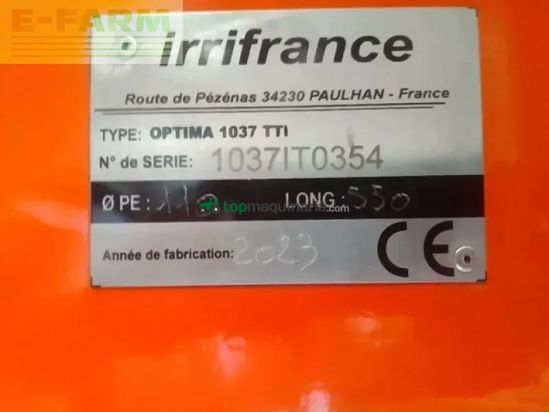 E-FARM
irrifrance
Route de Pézénas 34230 PAULHAN - France
TYPE: OPTIMA 1037 TTI
N° de SERIE: 1037IT0354
Ø PE : LONG : 550
topmaquinaria.com
Année de fabrication: 2023
CE